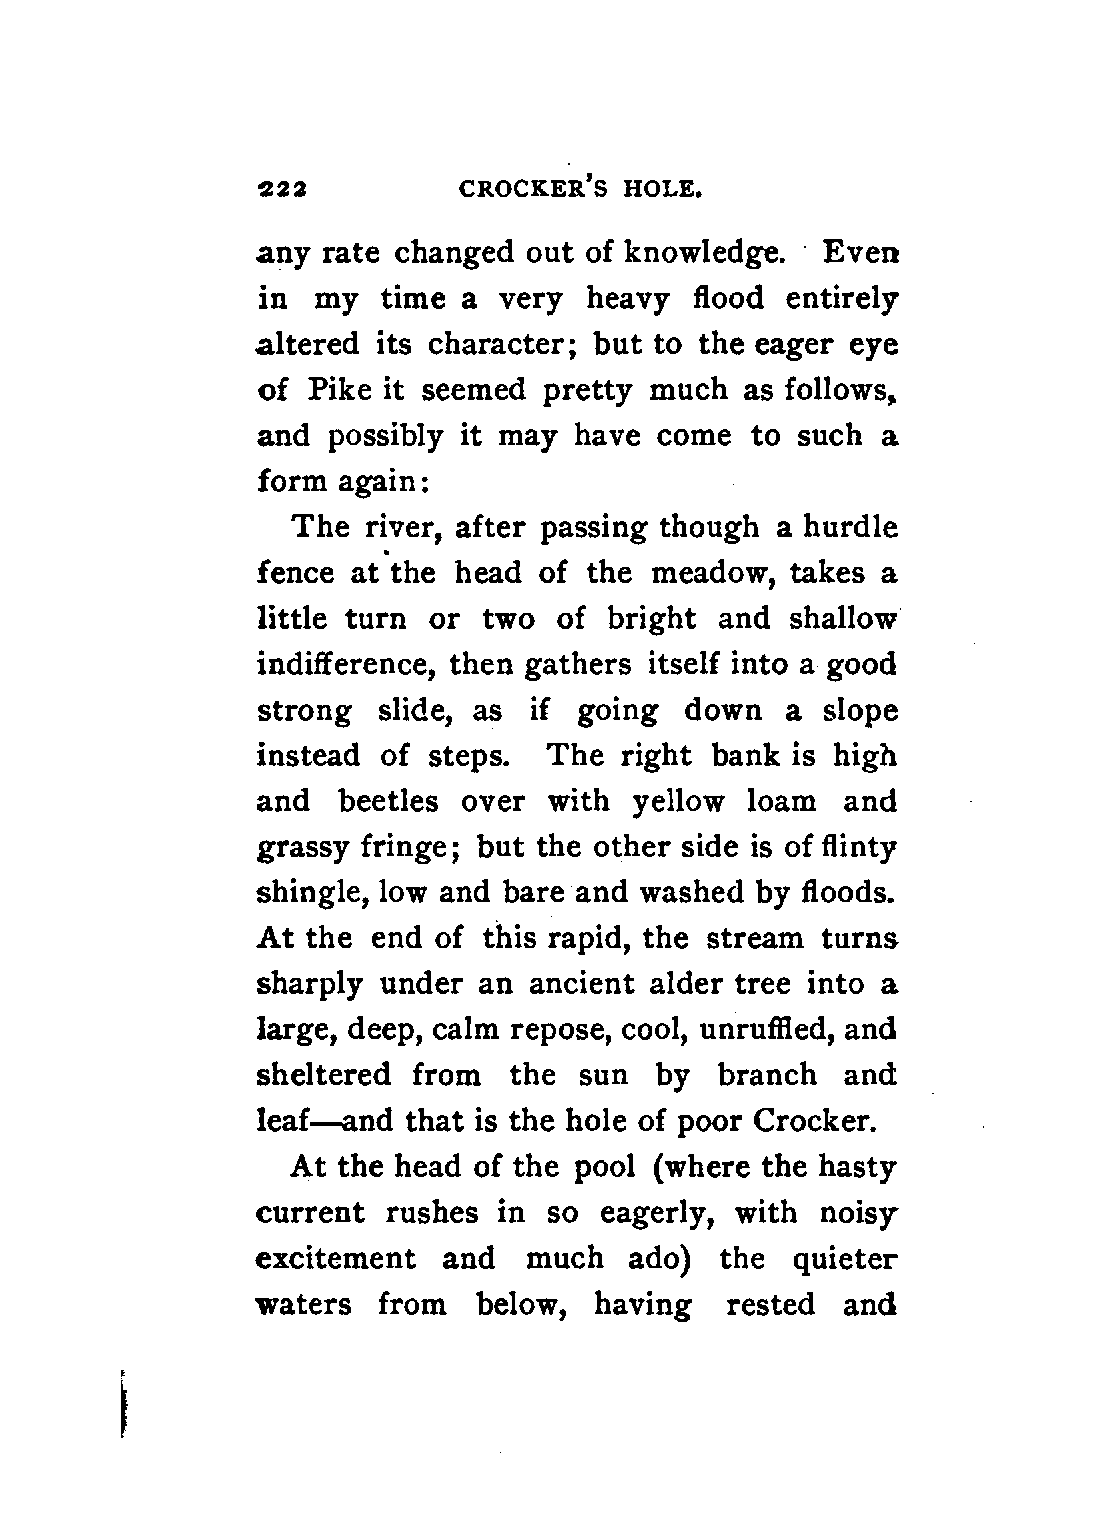 222 CROCKER'S HOLE.
any rate changed out of knowledge. Even
in my time a very heavy flood entirely
altered its character; but to the eager eye
of Pike it seemed pretty much as follows,
and possibly it may have come to such a
form again:
The river, after passing though a hurdle
fence at the head of the meadow, takes a
little turn or two of bright and shallow
indifference, then gathers itself into a good
strong slide, as if going down a slope
instead of steps. The right bank is high
and beetles over with yellow loam and
grassy fringe; but the other side is of flinty
shingle, low and bare and washed by floods.
At the end of this rapid, the stream turns
sharply under an ancient alder tree into a
large, deep, calm repose, cool, unruffled, and
sheltered from the sun by branch and
leaf—and that is the hole of poor Crocker.
At the head of the pool (where the hasty
current rushes in so eagerly, with noisy
excitement and much ado) the quieter
waters from below, having rested and